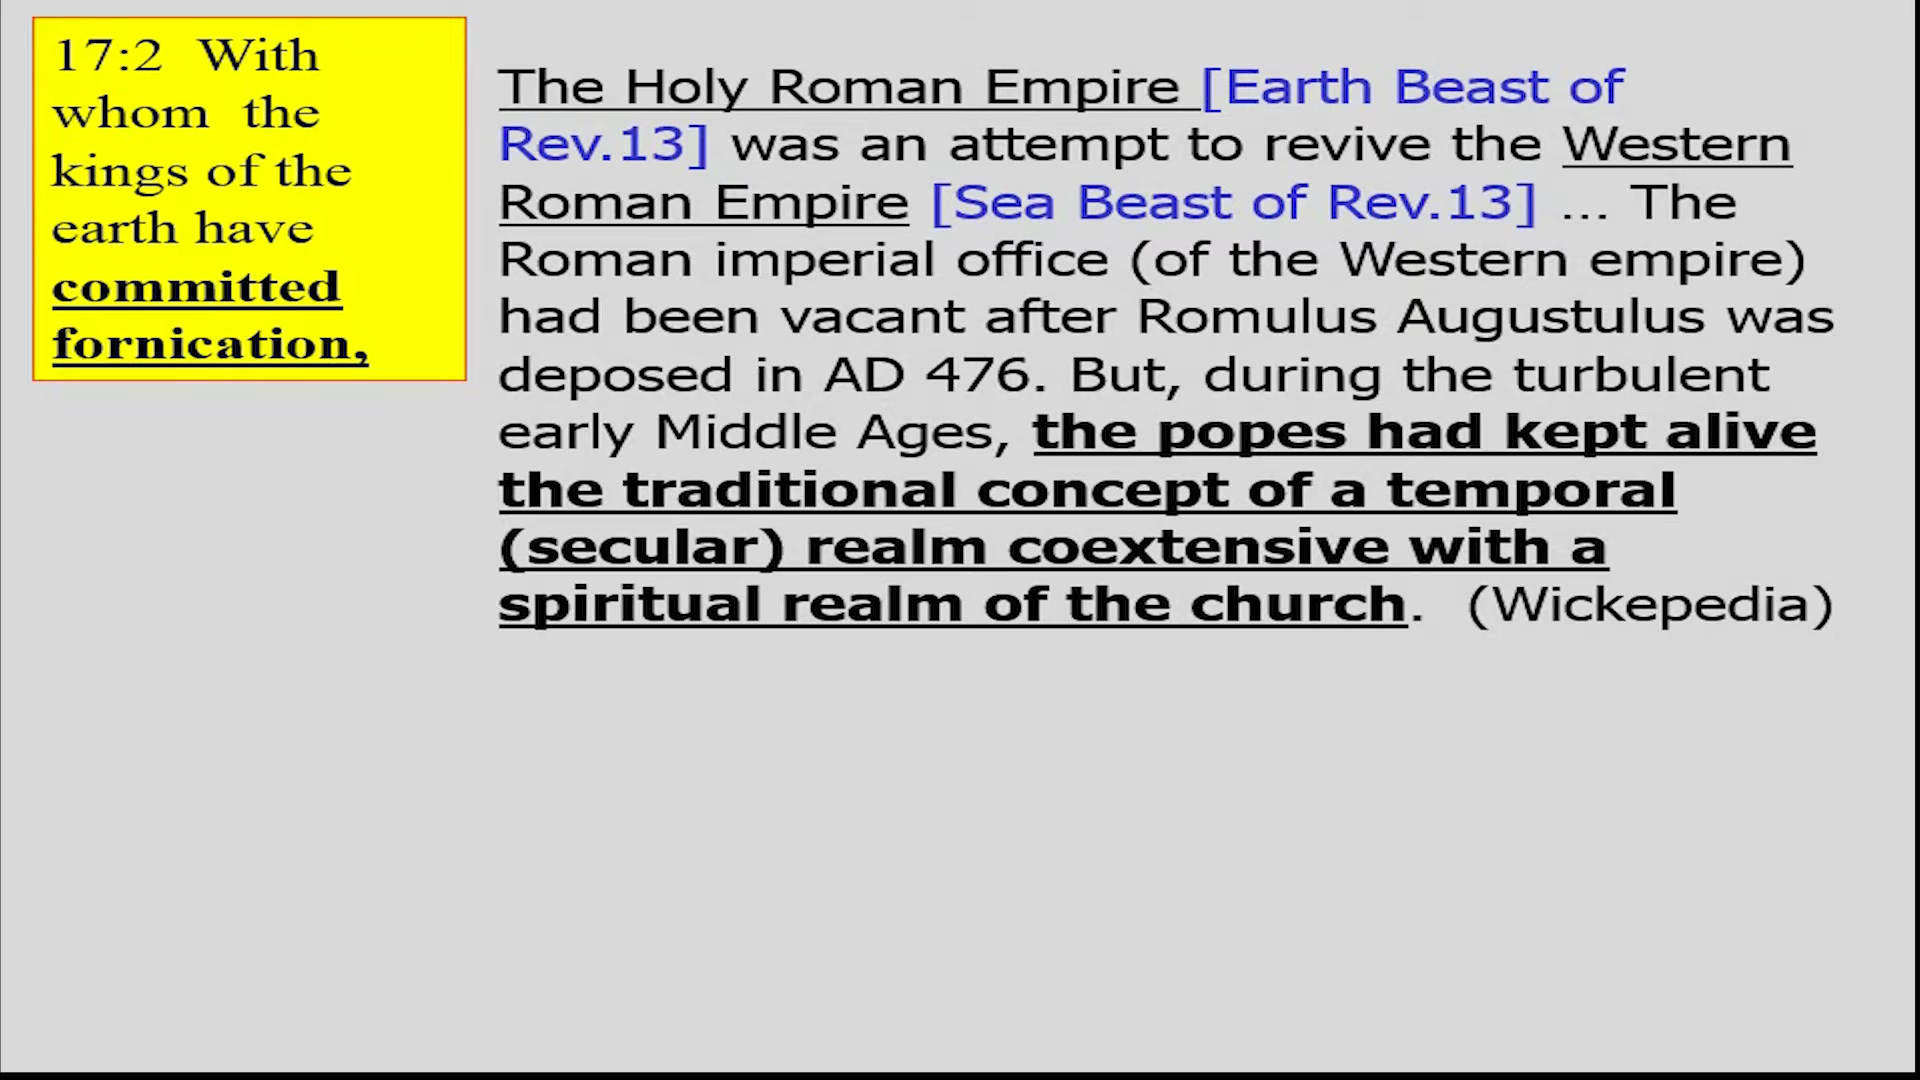 17:2 With
whom the
kings of the
earth have
committed
fornication,
The Holy Roman Empire [Earth Beast of
Rev.13] was an attempt to revive the Western
Roman Empire [Sea Beast of Rev.13] ... The
Roman imperial office (of the Western empire)
had been vacant after Romulus Augustulus was
deposed in AD 476. But, during the turbulent
early Middle Ages, the popes had kept alive
the traditional concept of a temporal
(secular) realm coextensive with a
spiritual realm of the church. (Wickepedia)